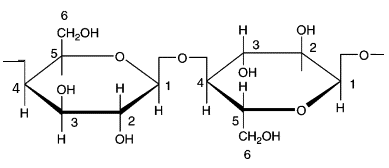 6
CH2OH
5 O
4 OH H
H 3 2 1 H
H OH
O
H OH
3 2
4 OH H 1
H H O H
5
CH2OH
6
O